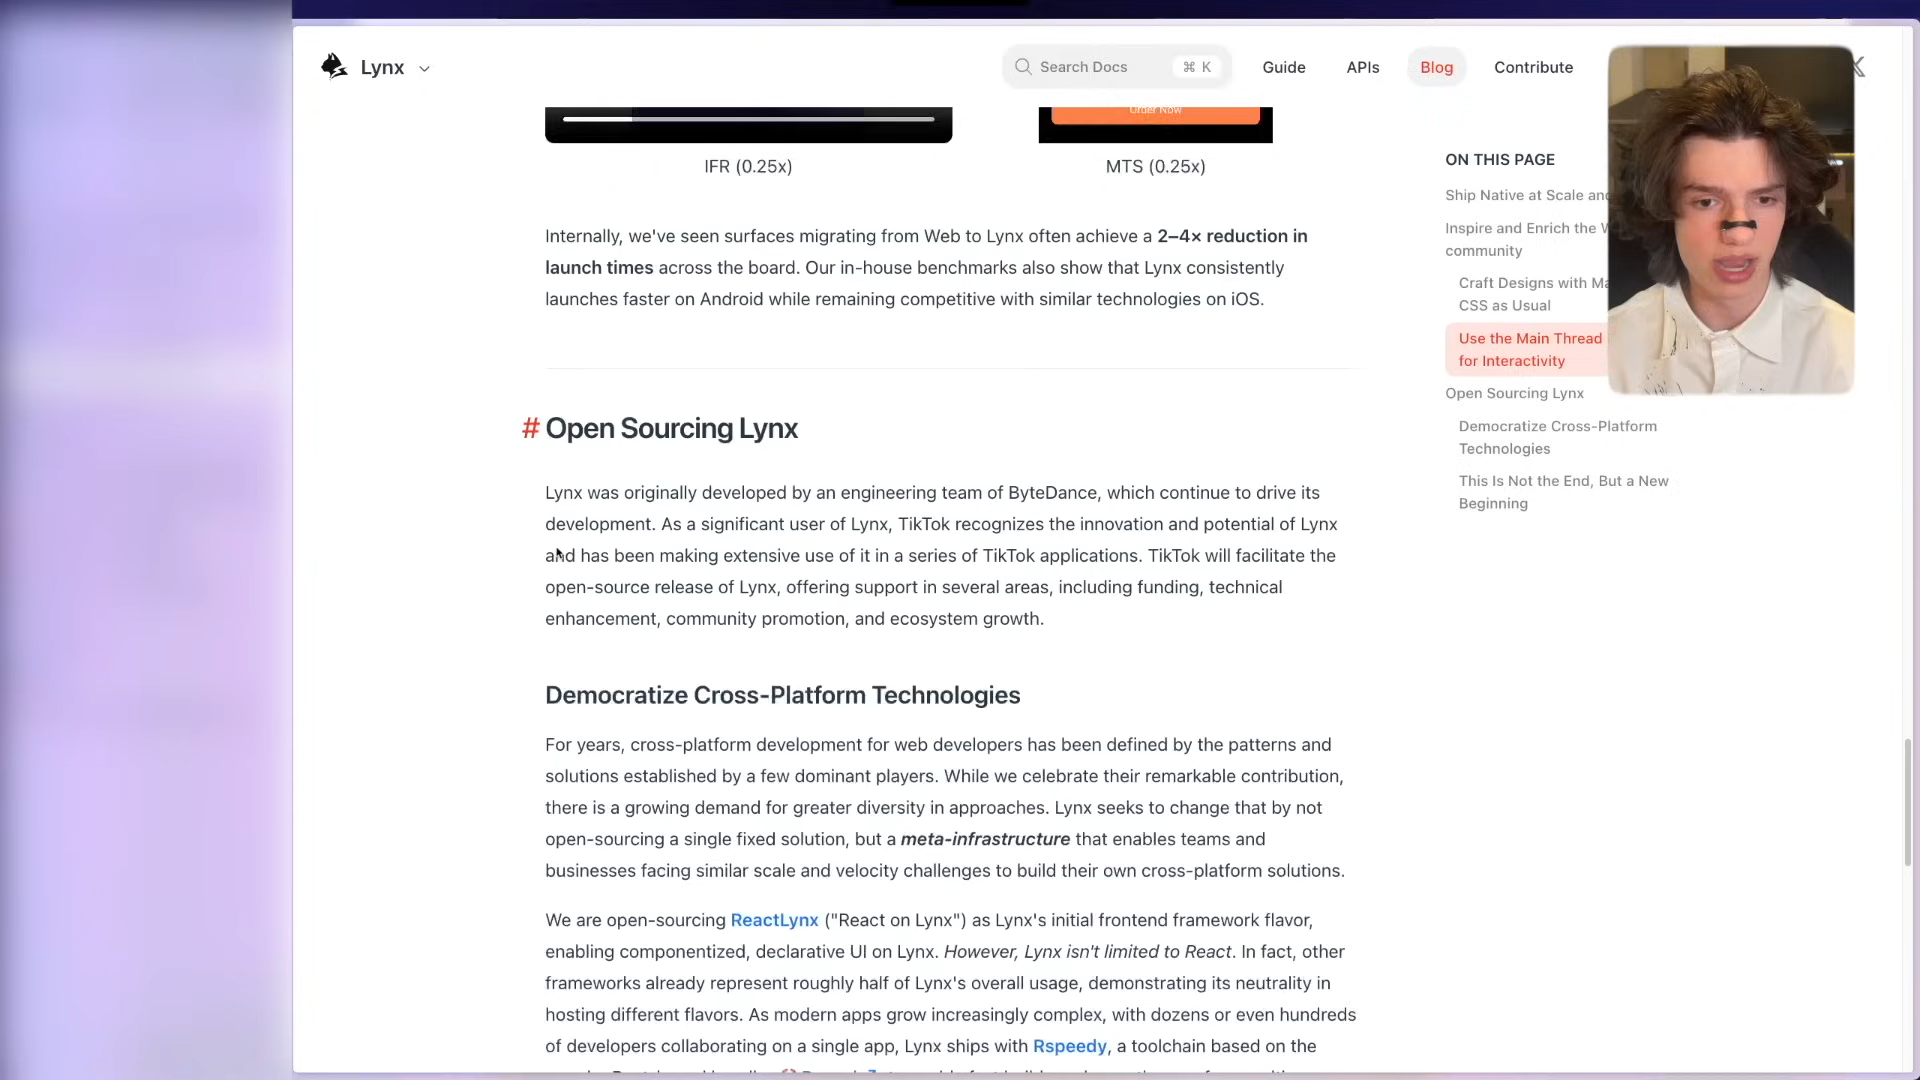 Lynx
Search Docs ⌘ K
Guide
APIs
Blog
Contribute
Order Now
IFR (0.25x)
MTS (0.25x)
Internally, we've seen surfaces migrating from Web to Lynx often achieve a 2–4× reduction in
launch times across the board. Our in-house benchmarks also show that Lynx consistently
launches faster on Android while remaining competitive with similar technologies on iOS.
# Open Sourcing Lynx
Lynx was originally developed by an engineering team of ByteDance, which continue to drive its
development. As a significant user of Lynx, TikTok recognizes the innovation and potential of Lynx
and has been making extensive use of it in a series of TikTok applications. TikTok will facilitate the
open-source release of Lynx, offering support in several areas, including funding, technical
enhancement, community promotion, and ecosystem growth.
Democratize Cross-Platform Technologies
For years, cross-platform development for web developers has been defined by the patterns and
solutions established by a few dominant players. While we celebrate their remarkable contribution,
there is a growing demand for greater diversity in approaches. Lynx seeks to change that by not
open-sourcing a single fixed solution, but a meta-infrastructure that enables teams and
businesses facing similar scale and velocity challenges to build their own cross-platform solutions.
We are open-sourcing ReactLynx ("React on Lynx") as Lynx's initial frontend framework flavor,
enabling componentized, declarative UI on Lynx. However, Lynx isn't limited to React. In fact, other
frameworks already represent roughly half of Lynx's overall usage, demonstrating its neutrality in
hosting different flavors. As modern apps grow increasingly complex, with dozens or even hundreds
of developers collaborating on a single app, Lynx ships with Rspeedy, a toolchain based on the
ON THIS PAGE
Ship Native at Scale and
Inspire and Enrich the
community
Craft Designs with
CSS as Usual
Use the Main Thread
for Interactivity
Open Sourcing Lynx
Democratize Cross-Platform
Technologies
This Is Not the End, But a New
Beginning